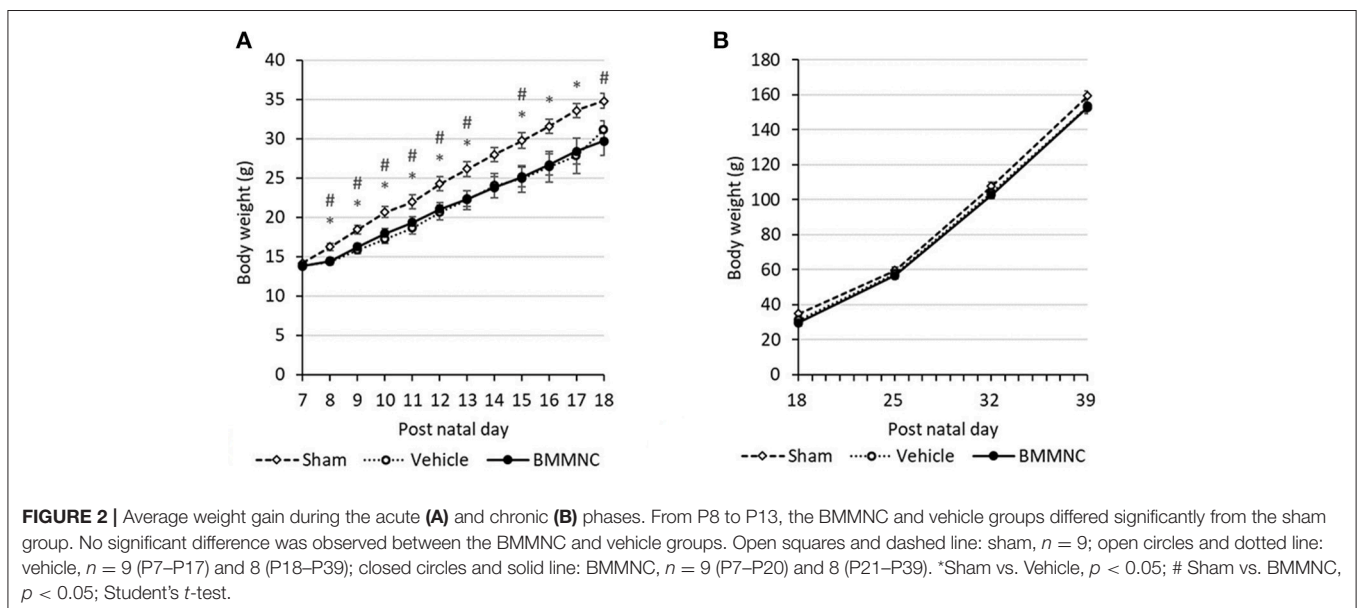 A
B
40
35
30
25
20
15
10
5
0
Body weight (g)
# * # * # * # * # * # * # * * * #
7 8 9 10 11 12 13 14 15 16 17 18
Post natal day
Sham Vehicle BMMNC
180
160
140
120
100
80
60
40
20
0
Body weight (g)
18 25 32 39
Post natal day
Sham Vehicle BMMNC
FIGURE 2 | Average weight gain during the acute (A) and chronic (B) phases. From P8 to P13, the BMMNC and vehicle groups differed significantly from the sham
group. No significant difference was observed between the BMMNC and vehicle groups. Open squares and dashed line: sham, n = 9; open circles and dotted line:
vehicle, n = 9 (P7–P17) and 8 (P18–P39); closed circles and solid line: BMMNC, n = 9 (P7–P20) and 8 (P21–P39). *Sham vs. Vehicle, p < 0.05; # Sham vs. BMMNC,
p < 0.05; Student's t-test.